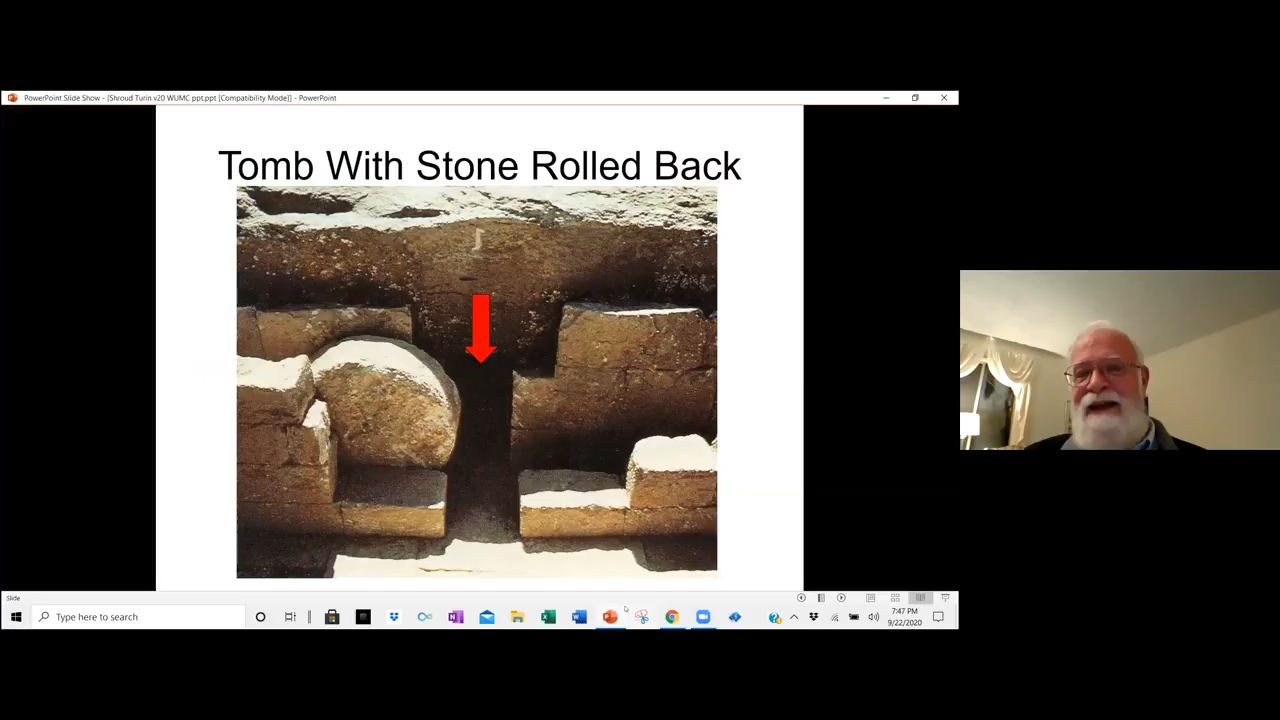 PowerPoint Slide Show - [Shroud Turin v20 WUMC ppt.ppt [Compatibility Mode]] - PowerPoint
Tomb With Stone Rolled Back
Slide
Type here to search
7:47 PM
9/22/2020